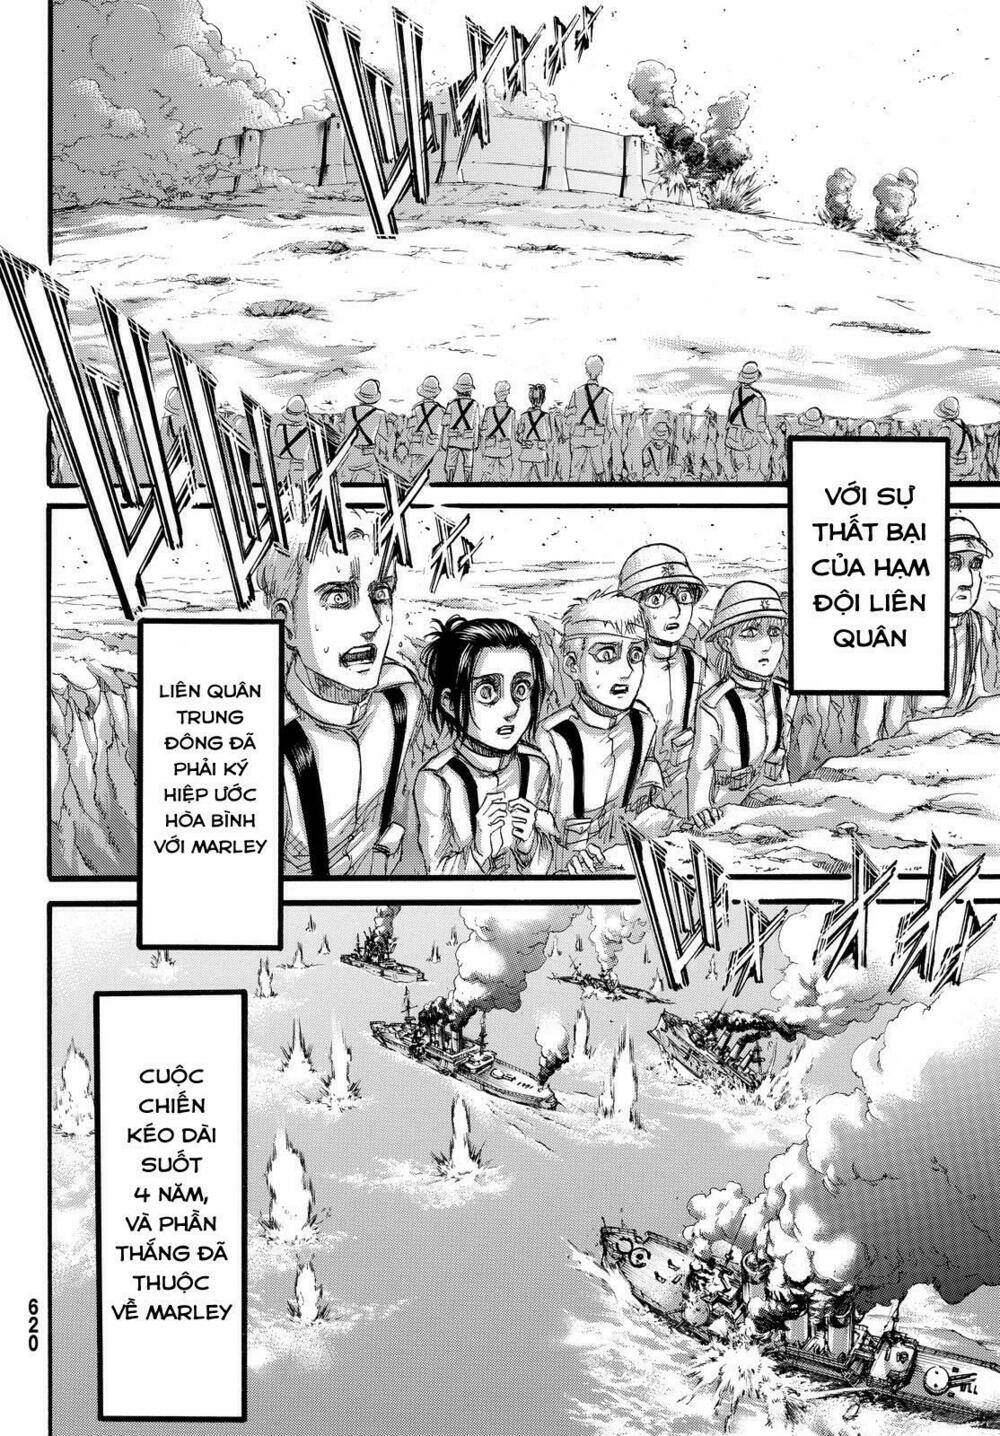 VỚI SỰ
THẤT BẠI
CỦA HẠM
ĐỘI LIÊN
QUÂN
LIÊN QUÂN
TRUNG
ĐÔNG ĐÃ
PHẢI KÝ
HIỆP ƯỚC
HÒA BÌNH
VỚI MARLEY
CUỘC
CHIẾN
KÉO DÀI
SUỐT
4 NĂM,
VÀ PHẦN
THẮNG ĐÃ
THUỘC
VỀ MARLEY
620